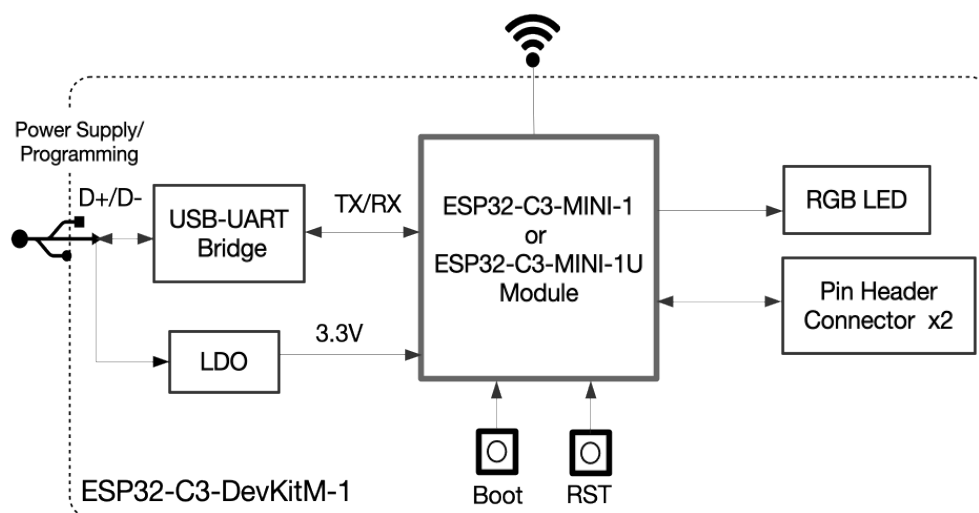 Power Supply/
Programming
D+/D-
USB-UART
Bridge
TX/RX
ESP32-C3-MINI-1
or
ESP32-C3-MINI-1U
Module
RGB LED
Pin Header
Connector x2
LDO
3.3V
Boot
RST
ESP32-C3-DevKitM-1